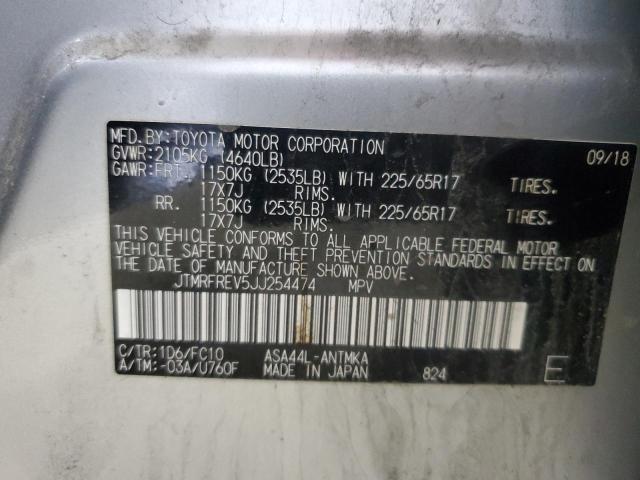 MFD.BY:TOYOTA MOTOR CORPORATION 09/18
GVWR:2105KG (4640LB)
GAWR:FRT. 1150KG (2535LB) WITH 225/65R17 TIRES.
17X7J RIMS.
RR. 1150KG (2535LB) WITH 225/65R17 TIRES.
17X7J RIMS.
THIS VEHICLE CONFORMS TO ALL APPLICABLE FEDERAL MOTOR
VEHICLE SAFETY AND THEFT PREVENTION STANDARDS IN EFFECT ON
THE DATE OF MANUFACTURE SHOWN ABOVE.
JTMRFREV5JJ254474 MPV
C/TR:1D6/FC10 ASA44L-ANTMKA
A/TM:-03A/U760F MADE IN JAPAN 824 E